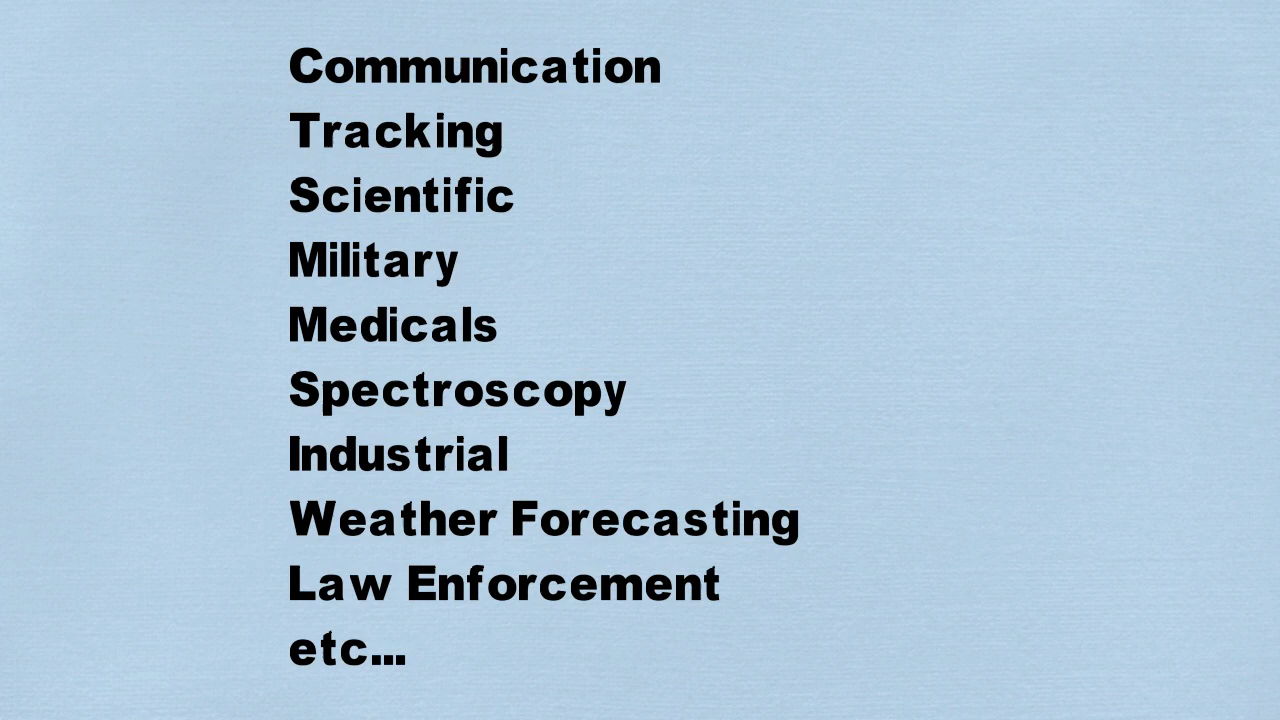 Communication
Tracking
Scientific
Military
Medicals
Spectroscopy
Industrial
Weather Forecasting
Law Enforcement
etc...